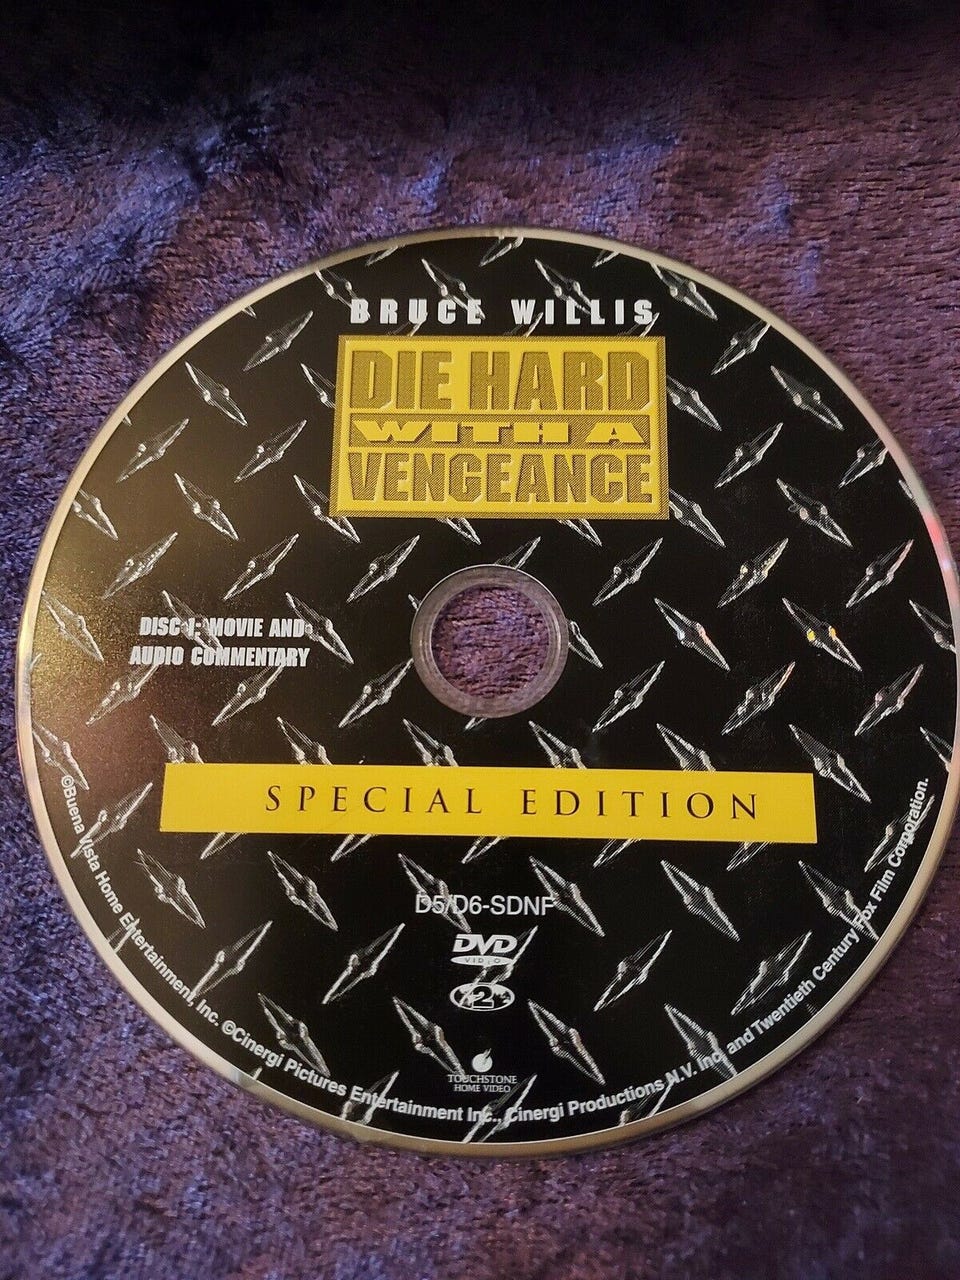 BRUCE WILLIS
DIE HARD
WITH A
VENGEANCE
DISC 1: MOVIE AND
AUDIO COMMENTARY
SPECIAL EDITION
D5/D6-SDNF
DVD
VIDEO
2
TOUCHSTONE
HOME VIDEO
©Buena Vista Home Entertainment, Inc. ©Cinergi Pictures Entertainment Inc., Cinergi Productions N.V. Inc. and Twentieth Century Fox Film Corporation.